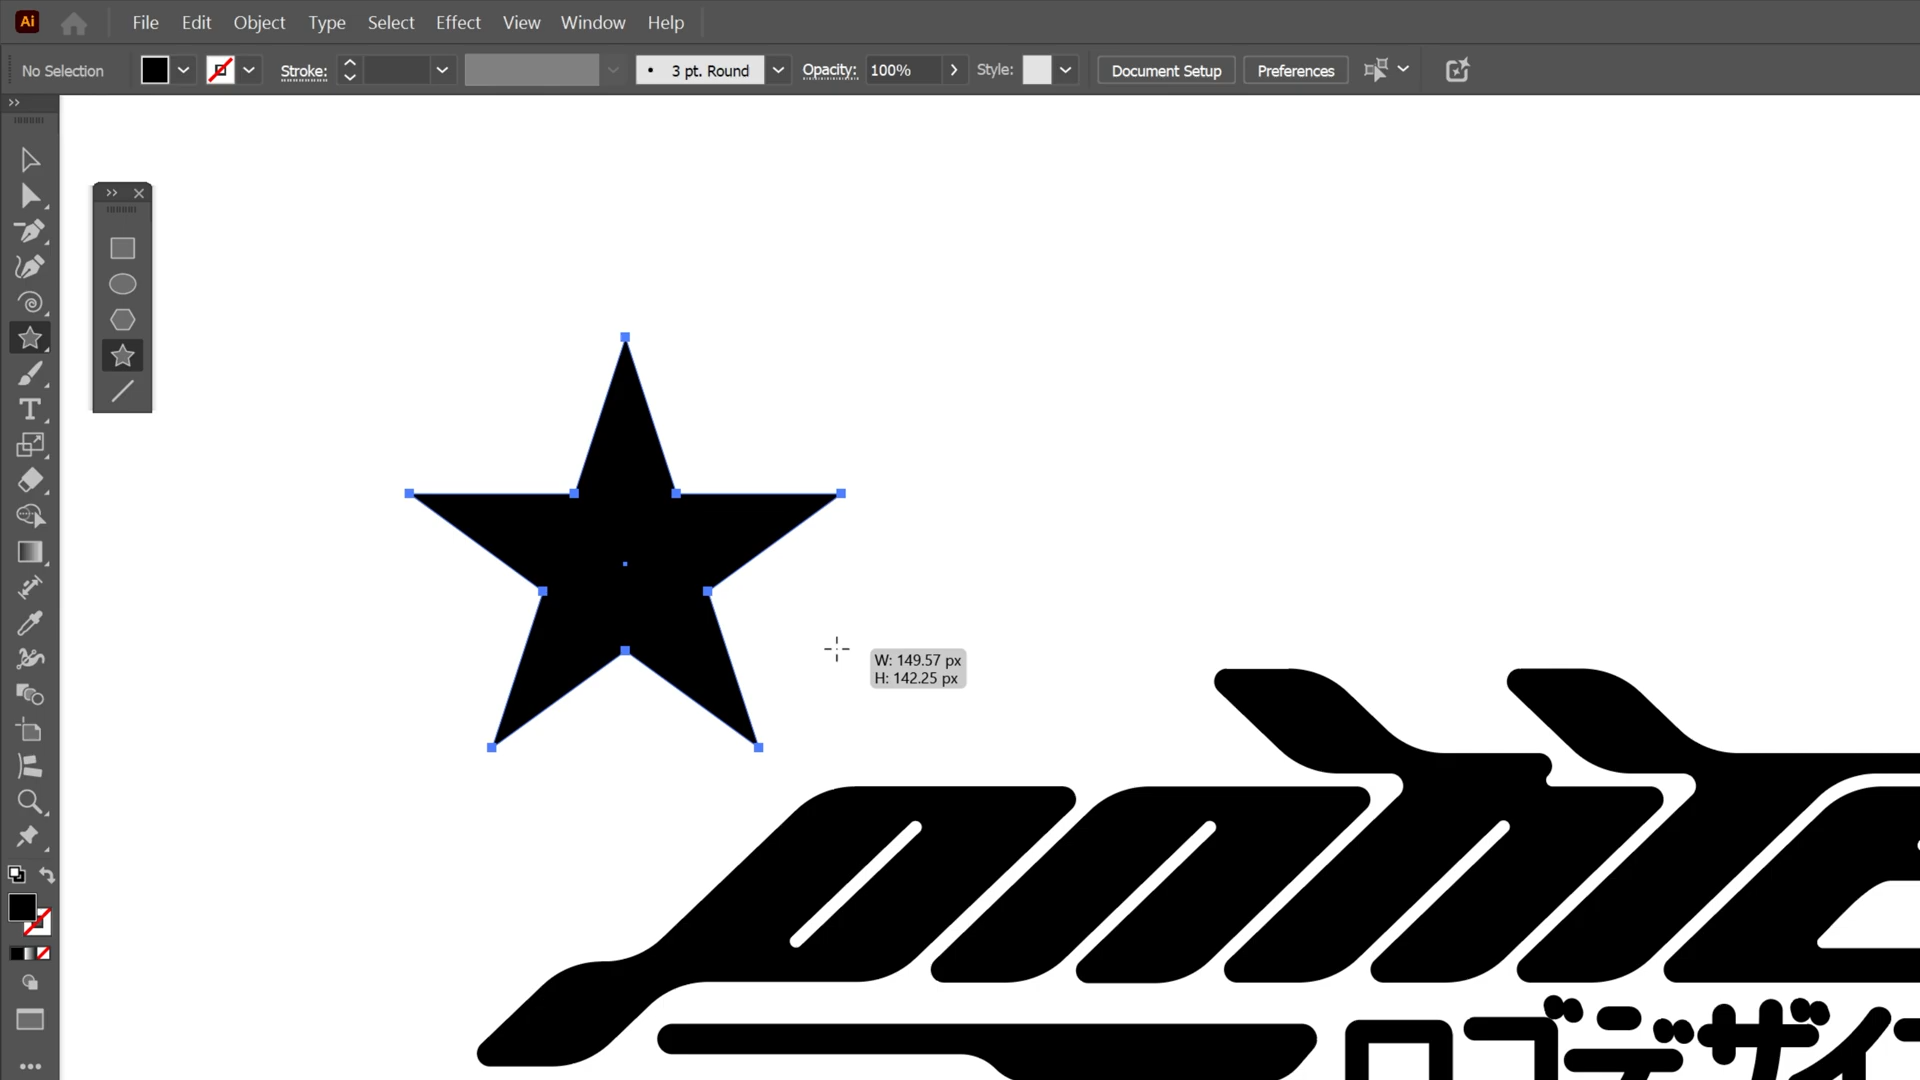 Ai File Edit Object Type Select Effect View Window Help
No Selection Stroke: 3 pt. Round Opacity: 100% Style: Document Setup Preferences
W: 149.57 px
H: 142.25 px
ロゴデザイ